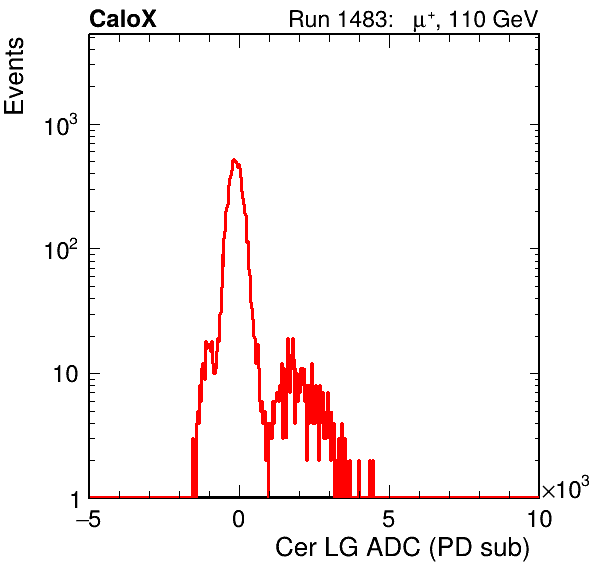 CaloX Run 1483: μ⁺, 110 GeV
Events
10³
10²
10
1
−5 0 5 10
×10³
Cer LG ADC (PD sub)